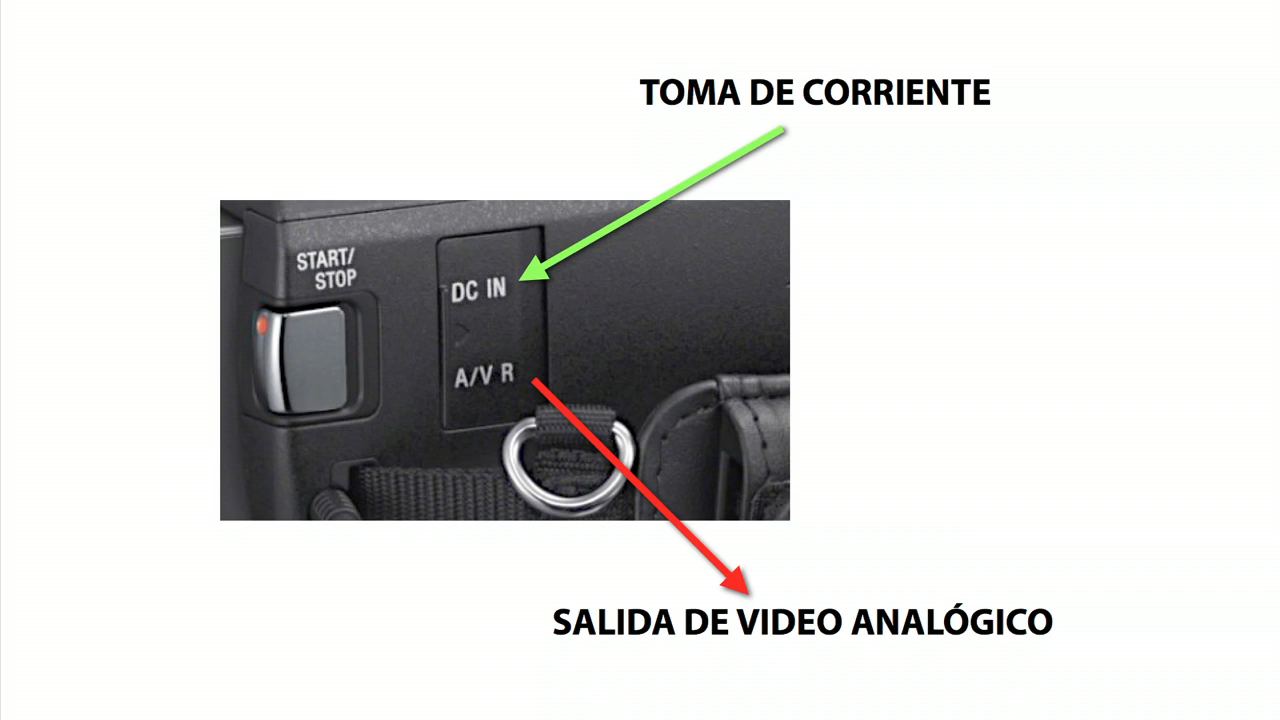 TOMA DE CORRIENTE
START/
STOP
DC IN
A/V R
SALIDA DE VIDEO ANALÓGICO